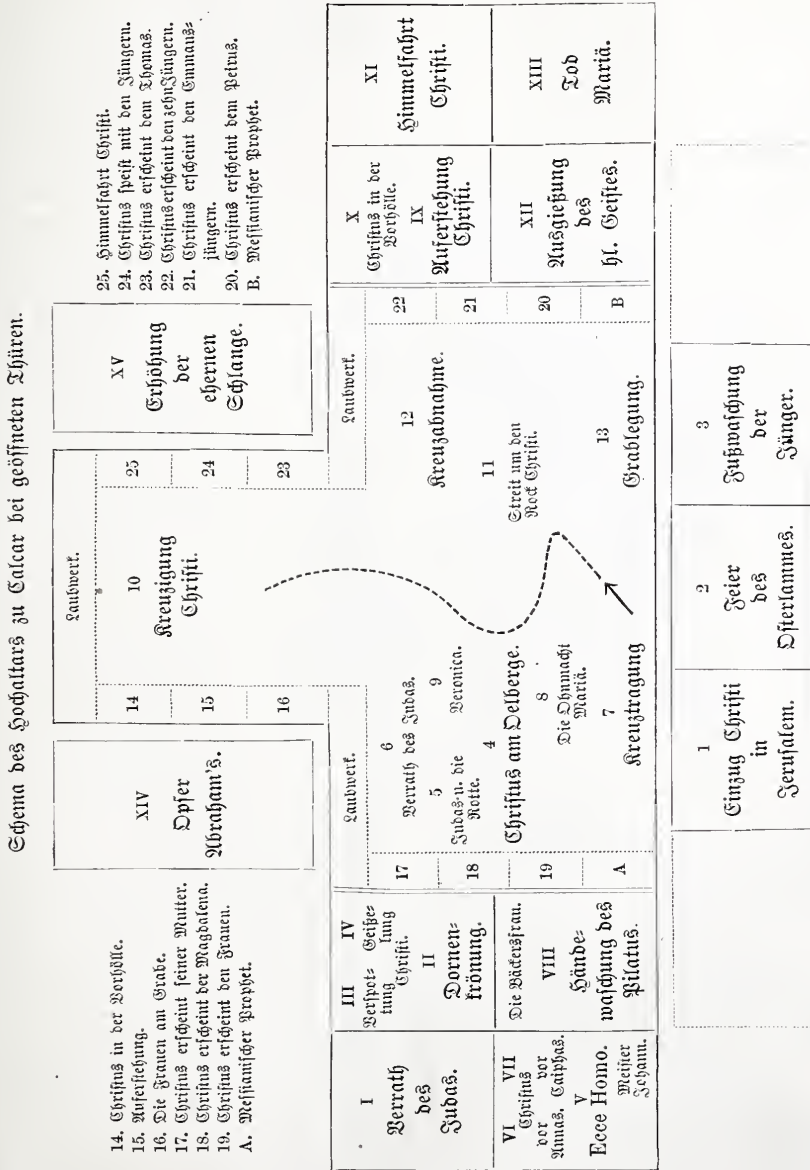 Schema des Hochaltars zu Calcar bei geöffneten Thüren.
14. Christus in der Vorhölle.
15. Auferstehung.
16. Die Frauen am Grabe.
17. Christus erscheint seiner Mutter.
18. Christus erscheint der Magdalena.
19. Christus erscheint den Frauen.
A. Messianischer Prophet.
XIV
Opfer
Abraham's.
Laubwerk.
14
15
16
10
Kreuzigung
Christi.
25
24
23
XV
Erhöhung
der
ehernen
Schlange.
25. Himmelfahrt Christi.
24. Christus speist mit den Jüngern.
23. Christus erscheint dem Thomas.
22. Christus erscheint den zehn Jüngern.
21. Christus erscheint den Emmaus-
jüngern.
20. Christus erscheint dem Petrus.
B. Messianischer Prophet.
I
Verrath
des
Judas.
III IV
Verspot- Geiße-
tung lung
Christi.
II
Dornen-
krönung.
VI VII
Christus
vor vor
Annas. Caiphas.
V
Ecce Homo.
Meister
Johann.
Die Bäckersfrau.
VIII
Hände-
waschung des
Pilatus.
Laubwerk.
17
18
19
A
6
Verrath des Judas.
5
Judas u. die
Rotte.
9
Veronica.
4
Christus am Oelberge.
8
Die Ohnmacht
Mariä.
7
Kreuztragung
Laubwerk.
12
Kreuzabnahme.
11
Streit um den
Rock Christi.
13
Grablegung.
22
21
20
B
X
Christus in der
Vorhölle.
IX
Auferstehung
Christi.
XI
Himmelfahrt
Christi.
XII
Ausgießung
des
hl. Geistes.
XIII
Tod
Mariä.
1
Einzug Christi
in
Jerusalem.
2
Feier
des
Osterlammes.
3
Fußwaschung
der
Jünger.